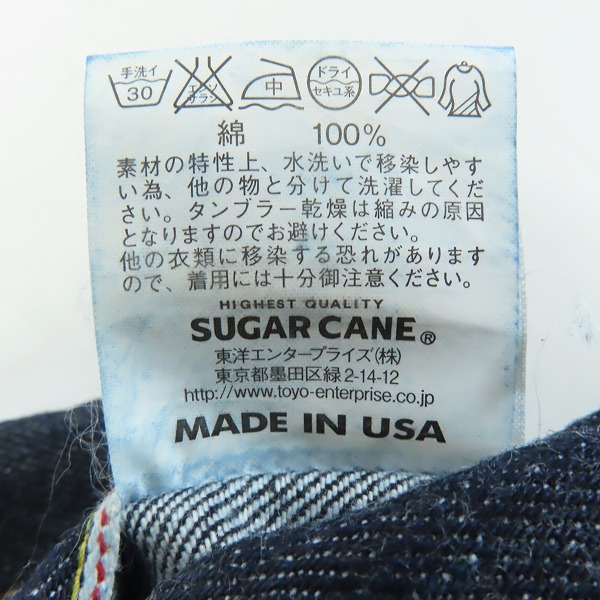 手洗イ エンソサラシ 中 ドライ
30 セキユ系
綿 100%
素材の特性上、水洗いで移染しやす
い為、他の物と分けて洗濯してくだ
さい。タンブラー乾燥は縮みの原因
となりますのでお避けください。
他の衣類に移染する恐れがあります
ので、着用には十分御注意ください。
HIGHEST QUALITY
SUGAR CANE®
東洋エンタープライズ(株)
東京都墨田区緑2-14-12
http://www.toyo-enterprise.co.jp
MADE IN USA